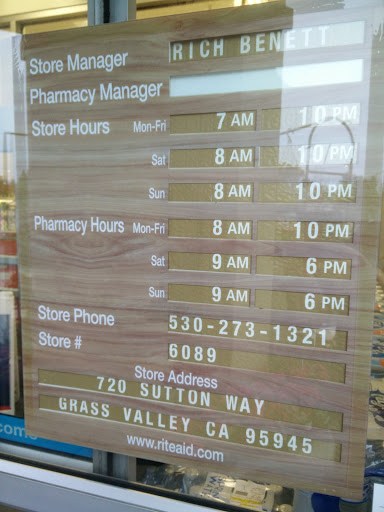 Store Manager RICH BENETT
Pharmacy Manager
Store Hours Mon-Fri 7 AM 10 PM
Sat 8 AM 10 PM
Sun 8 AM 10 PM
Pharmacy Hours Mon-Fri 8 AM 10 PM
Sat 9 AM 6 PM
Sun 9 AM 6 PM
Store Phone 530-273-1321
Store # 6089
Store Address
720 SUTTON WAY
GRASS VALLEY CA 95945
www.riteaid.com
come